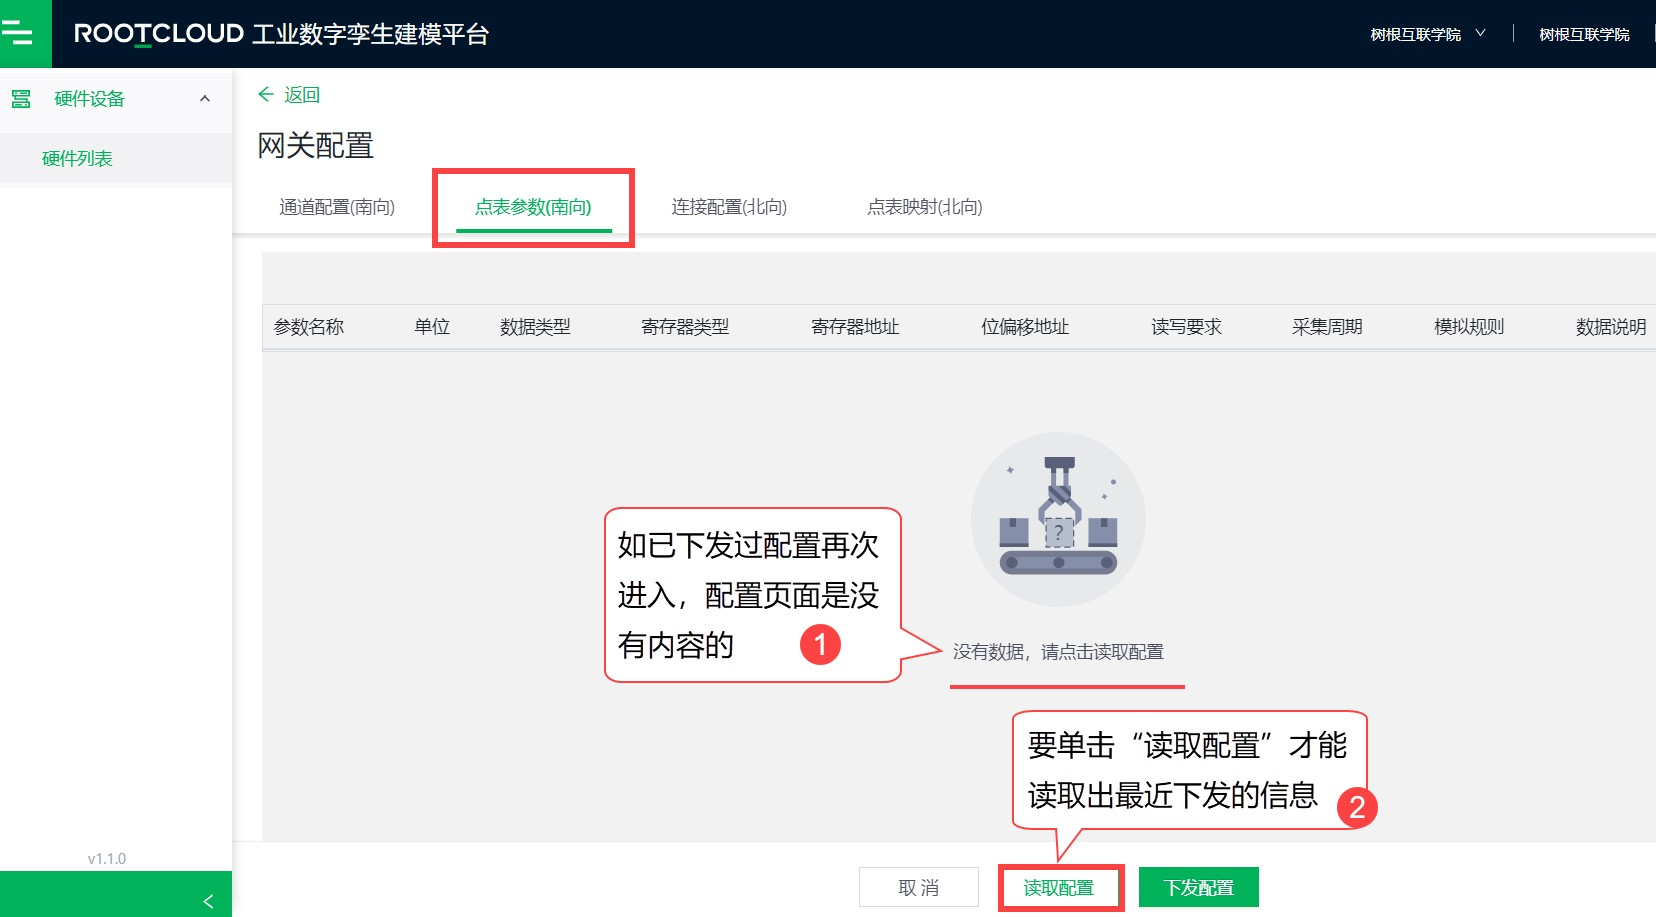 ROOTCLOUD 工业数字孪生建模平台
树根互联学院
树根互联学院
硬件设备
硬件列表
返回
网关配置
通道配置(南向)
点表参数(南向)
连接配置(北向)
点表映射(北向)
参数名称
单位
数据类型
寄存器类型
寄存器地址
位偏移地址
读写要求
采集周期
模拟规则
数据说明
?
如已下发过配置再次
进入，配置页面是没
有内容的
1
没有数据，请点击读取配置
要单击“读取配置”才能
读取出最近下发的信息
2
v1.1.0
取 消
读取配置
下发配置